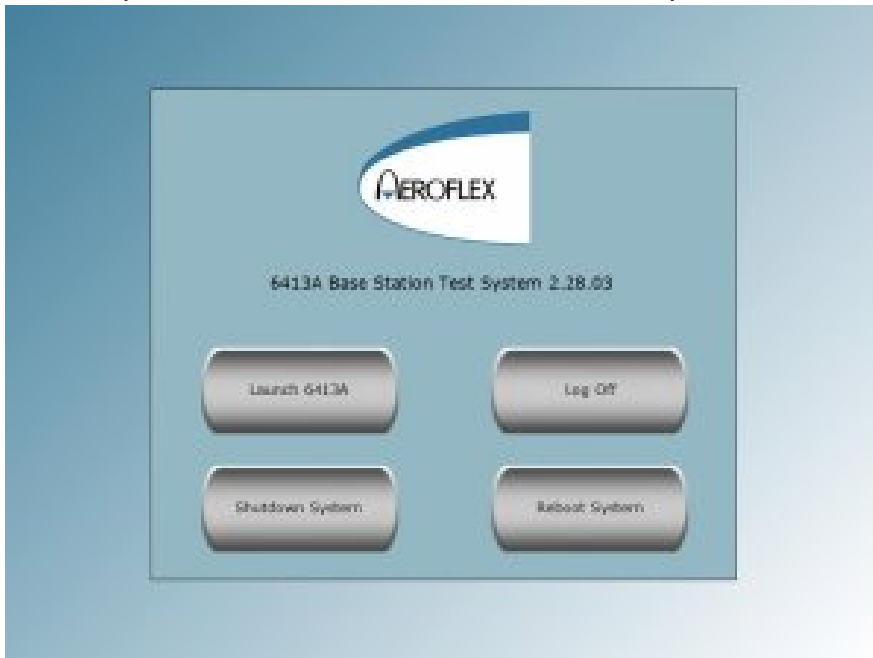 AEROFLEX
6413A Base Station Test System 2.28.03
Launch 6413A
Log Off
Shutdown System
Reboot System